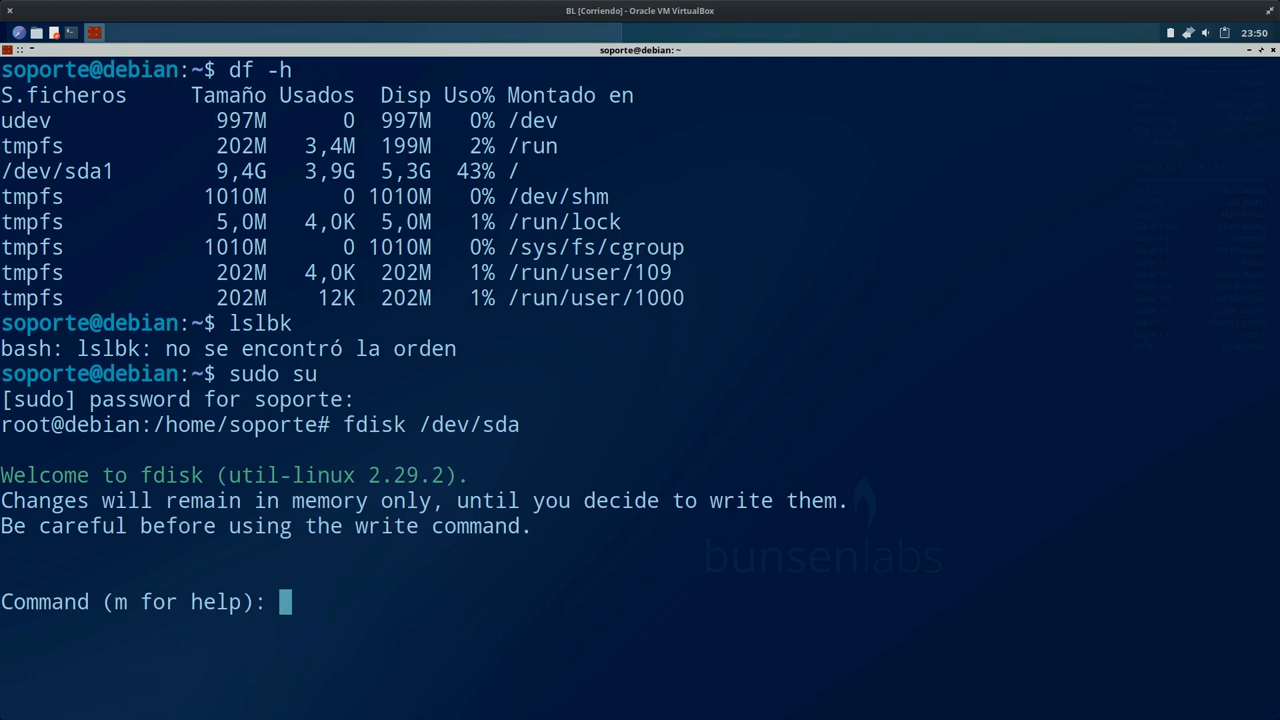 BL [Corriendo] - Oracle VM VirtualBox
23:50
soporte@debian: ~
soporte@debian:~$ df -h
S.ficheros     Tamaño Usados  Disp Uso% Montado en
udev             997M      0  997M   0% /dev
tmpfs            202M   3,4M  199M   2% /run
/dev/sda1        9,4G   3,9G  5,3G  43% /
tmpfs           1010M      0 1010M   0% /dev/shm
tmpfs            5,0M   4,0K  5,0M   1% /run/lock
tmpfs           1010M      0 1010M   0% /sys/fs/cgroup
tmpfs            202M   4,0K  202M   1% /run/user/109
tmpfs            202M    12K  202M   1% /run/user/1000
soporte@debian:~$ lslbk
bash: lslbk: no se encontró la orden
soporte@debian:~$ sudo su
[sudo] password for soporte:
root@debian:/home/soporte# fdisk /dev/sda
Welcome to fdisk (util-linux 2.29.2).
Changes will remain in memory only, until you decide to write them.
Be careful before using the write command.
bunsenlabs
Command (m for help):